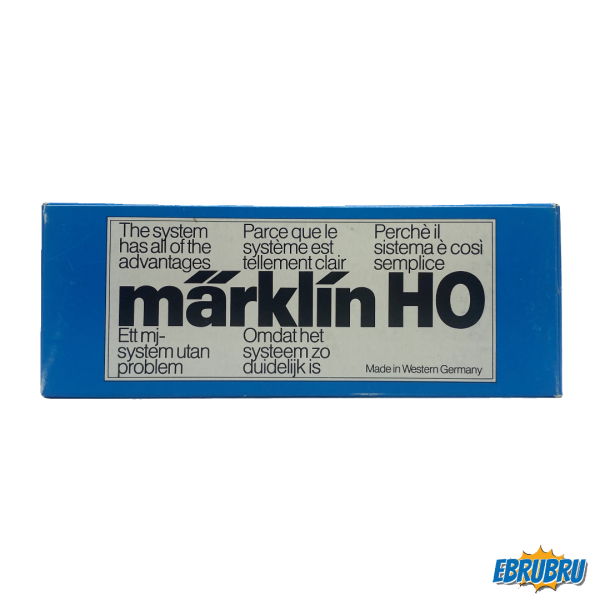 The system
has all of the
advantages
Parce que le
système est
tellement clair
Perchè il
sistema è così
semplice
märklin HO
Ett mj-
system utan
problem
Omdat het
systeem zo
duidelijk is
Made in Western Germany
EBRUBRU